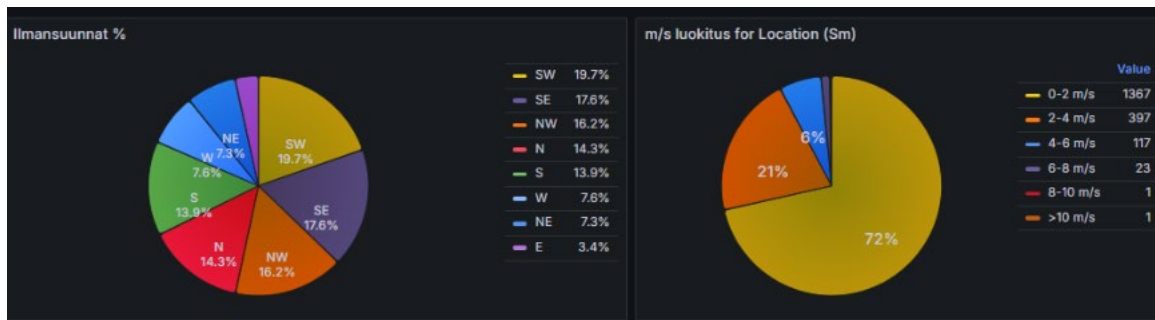 Ilmansuunnat %
SW 19.7%
SE 17.6%
NW 16.2%
N 14.3%
S 13.9%
W 7.6%
NE 7.3%
E 3.4%
SW
19.7%
SE
17.6%
NW
16.2%
N
14.3%
S
13.9%
W
7.6%
NE
7.3%
m/s luokitus for Location (Sm)
Value
0-2 m/s 1367
2-4 m/s 397
4-6 m/s 117
6-8 m/s 23
8-10 m/s 1
>10 m/s 1
72%
21%
6%